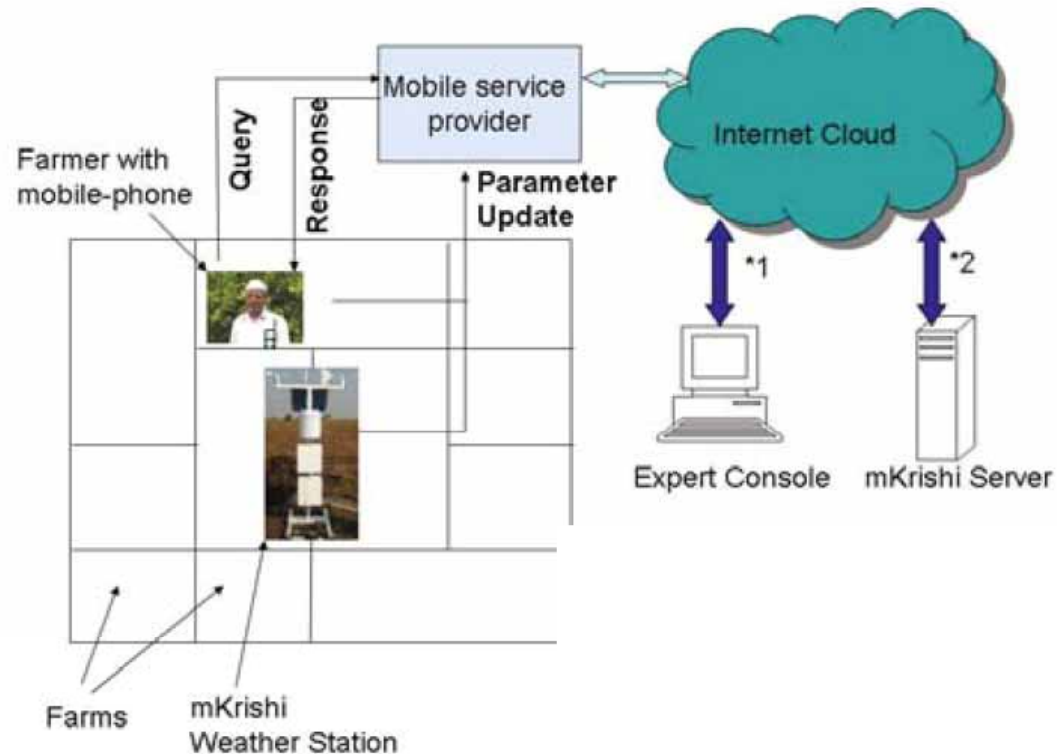 Mobile service
provider
Internet Cloud
Query
Response
Farmer with
mobile-phone
Parameter
Update
*1
*2
Expert Console
mKrishi Server
Farms
mKrishi
Weather Station